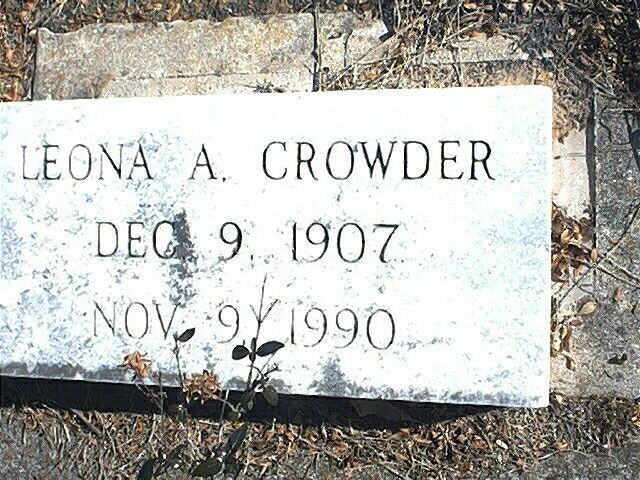 LEONA A. CROWDER
DEC 9, 1907
NOV. 9, 1990